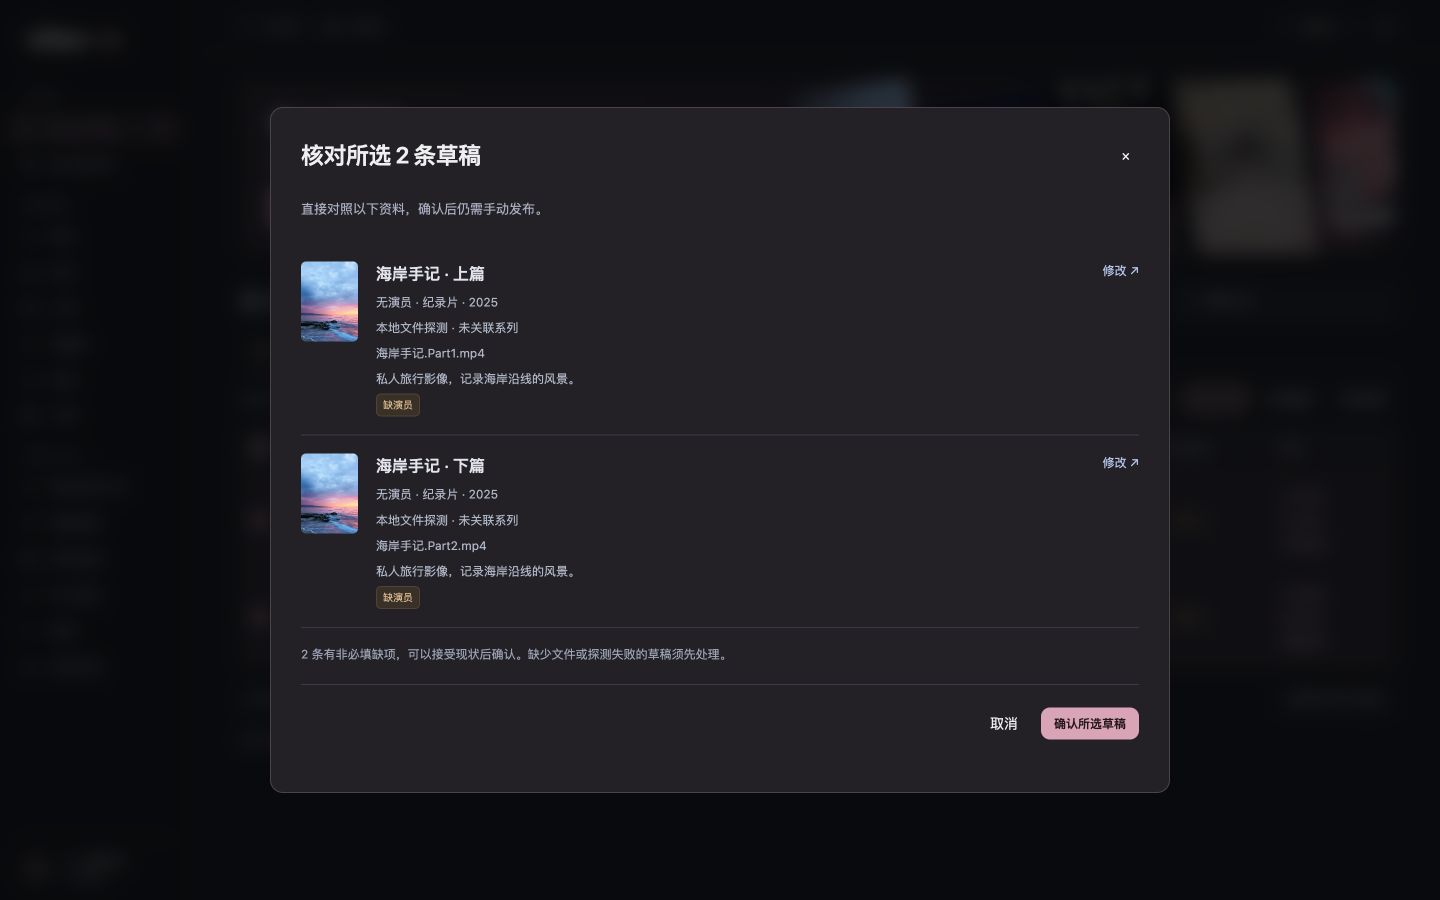 核对所选 2 条草稿
×
直接对照以下资料，确认后仍需手动发布。
海岸手记 · 上篇
修改 ↗
无演员 · 纪录片 · 2025
本地文件探测 · 未关联系列
海岸手记.Part1.mp4
私人旅行影像，记录海岸沿线的风景。
缺演员
海岸手记 · 下篇
修改 ↗
无演员 · 纪录片 · 2025
本地文件探测 · 未关联系列
海岸手记.Part2.mp4
私人旅行影像，记录海岸沿线的风景。
缺演员
2 条有非必填缺项，可以接受现状后确认。缺少文件或探测失败的草稿须先处理。
取消
确认所选草稿